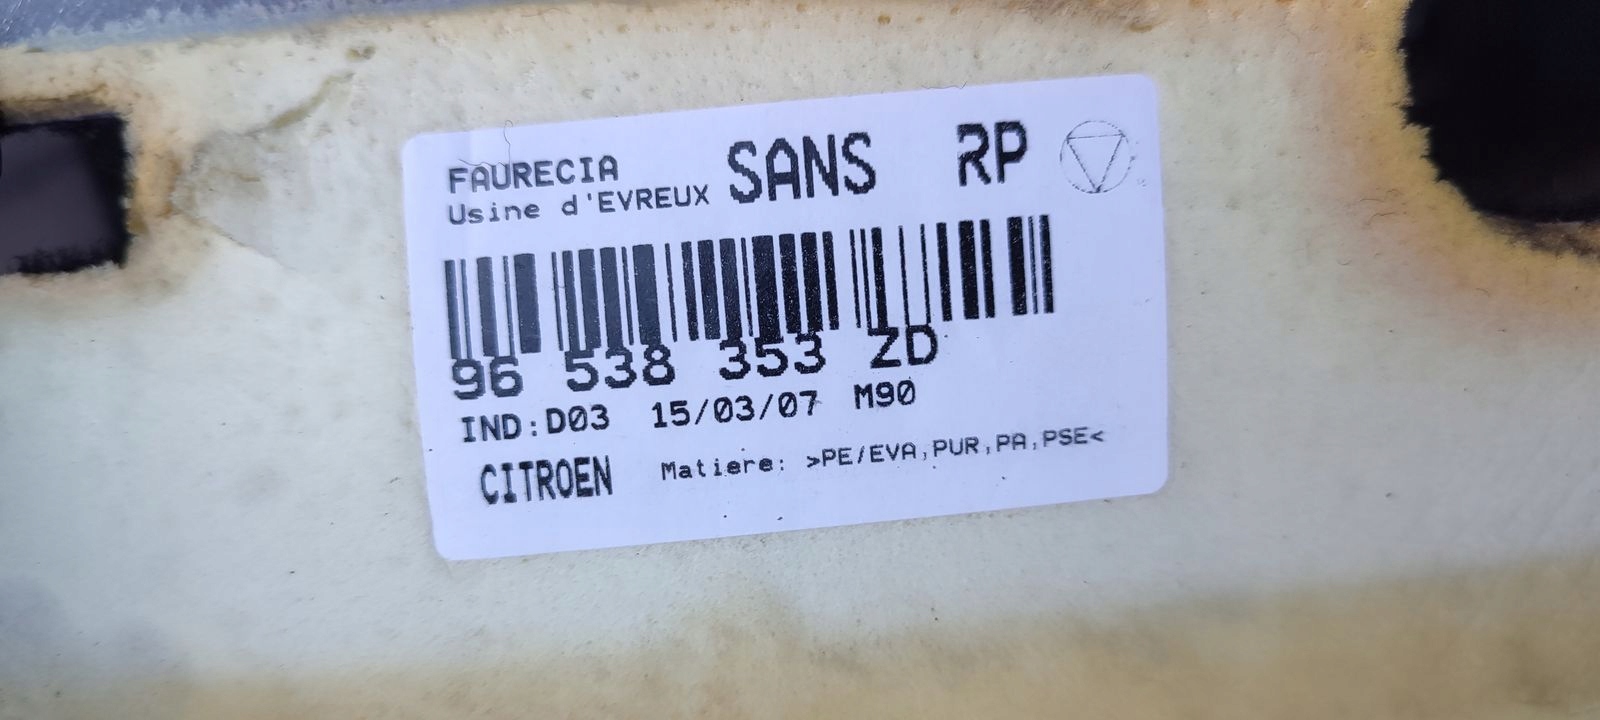 FAURECIA SANS RP
Usine d'EVREUX
96 538 353 ZD
IND:D03 15/03/07 M90
CITROEN Matiere: >PE/EVA,PUR,PA,PSE<